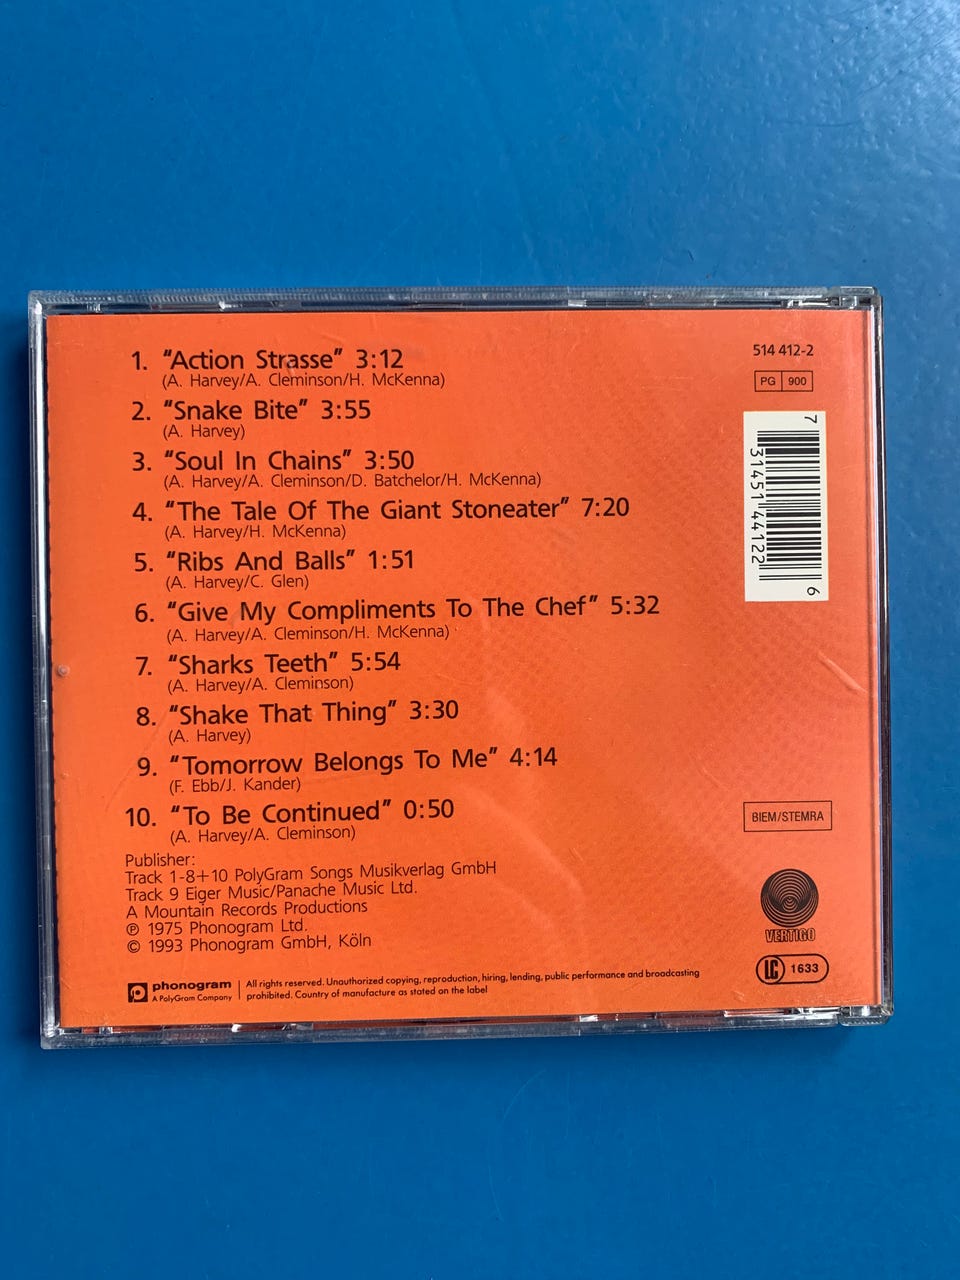 1. "Action Strasse" 3:12
(A. Harvey/A. Cleminson/H. McKenna)
2. "Snake Bite" 3:55
(A. Harvey)
3. "Soul In Chains" 3:50
(A. Harvey/A. Cleminson/D. Batchelor/H. McKenna)
4. "The Tale Of The Giant Stoneater" 7:20
(A. Harvey/H. McKenna)
5. "Ribs And Balls" 1:51
(A. Harvey/C. Glen)
6. "Give My Compliments To The Chef" 5:32
(A. Harvey/A. Cleminson/H. McKenna)
7. "Sharks Teeth" 5:54
(A. Harvey/A. Cleminson)
8. "Shake That Thing" 3:30
(A. Harvey)
9. "Tomorrow Belongs To Me" 4:14
(F. Ebb/J. Kander)
10. "To Be Continued" 0:50
(A. Harvey/A. Cleminson)
Publisher:
Track 1-8+10 PolyGram Songs Musikverlag GmbH
Track 9 Eiger Music/Panache Music Ltd.
A Mountain Records Productions
℗ 1975 Phonogram Ltd.
© 1993 Phonogram GmbH, Köln
phonogram
A PolyGram Company
All rights reserved. Unauthorized copying, reproduction, hiring, lending, public performance and broadcasting
prohibited. Country of manufacture as stated on the label
514 412-2
PG 900
7 31451 44122 6
BIEM/STEMRA
VERTIGO
LC 1633